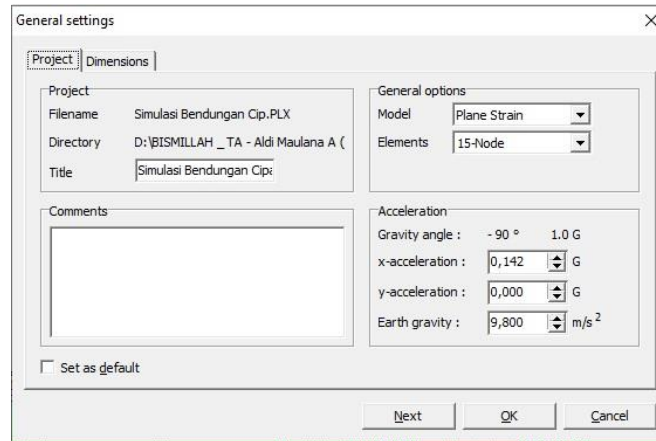 General settings
Project Dimensions
Project
Filename Simulasi Bendungan Cip.PLX
Directory D:\BISMILLAH _ TA - Aldi Maulana A (
Title Simulasi Bendungan Cipa
General options
Model Plane Strain
Elements 15-Node
Comments
Acceleration
Gravity angle : - 90 ° 1.0 G
x-acceleration : 0,142 G
y-acceleration : 0,000 G
Earth gravity : 9,800 m/s 2
Set as default
Next OK Cancel